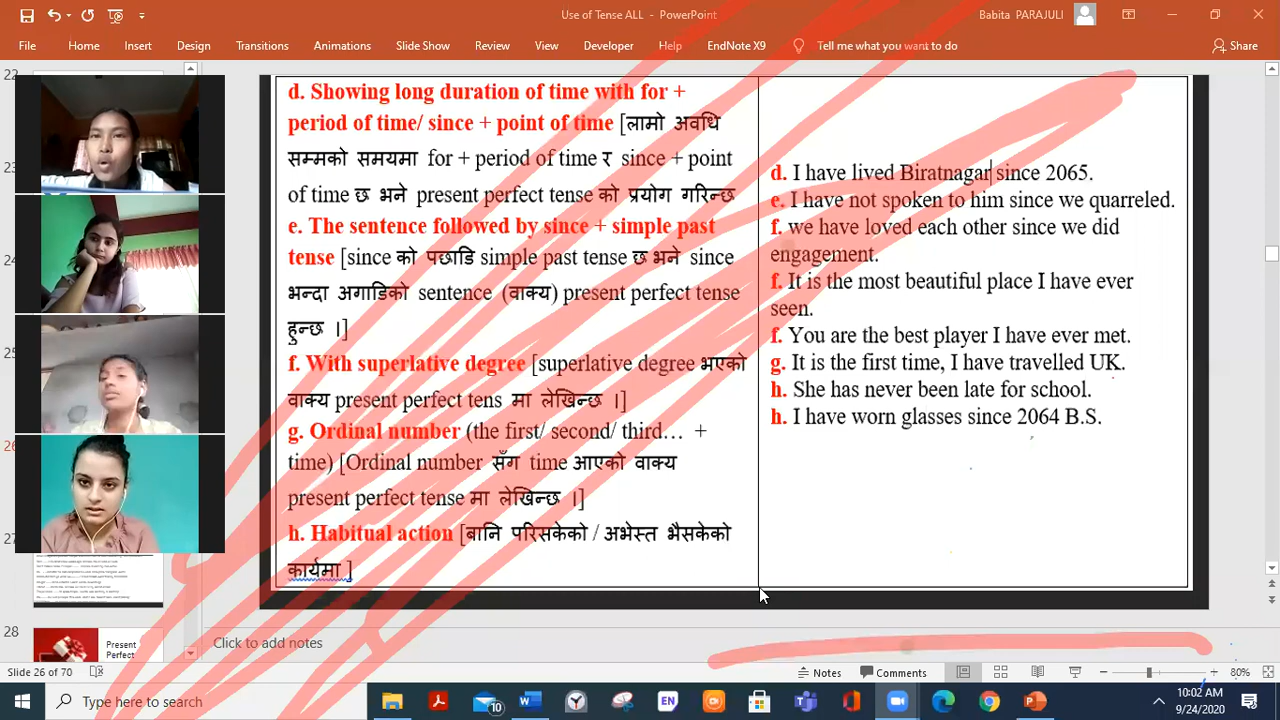 Use of Tense ALL - PowerPoint
Babita PARAJULI
File Home Insert Design Transitions Animations Slide Show Review View Developer Help EndNote X9 Tell me what you want to do Share
22
23
24
25
26
27
28
d. Showing long duration of time with for +
period of time/ since + point of time [लामो अवधि
सम्मको समयमा for + period of time र since + point
of time छ भने present perfect tense को प्रयोग गरिन्छ
e. The sentence followed by since + simple past
tense [since को पछाडि simple past tense छ भने since
भन्दा अगाडिको sentence (वाक्य) present perfect tense
हुन्छ ।]
f. With superlative degree [superlative degree भएको
वाक्य present perfect tens मा लेखिन्छ ।]
g. Ordinal number (the first/ second/ third… +
time) [Ordinal number सँग time आएको वाक्य
present perfect tense मा लेखिन्छ ।]
h. Habitual action [बानि परिसकेको / अभेस्त भैसकेको
कार्यमा ]
d. I have lived Biratnagar since 2065.
e. I have not spoken to him since we quarreled.
f. we have loved each other since we did
engagement.
f. It is the most beautiful place I have ever
seen.
f. You are the best player I have ever met.
g. It is the first time, I have travelled UK.
h. She has never been late for school.
h. I have worn glasses since 2064 B.S.
Present
Perfect
Click to add notes
Slide 26 of 70
Notes Comments 80%
Type here to search
10
EN
10:02 AM
9/24/2020